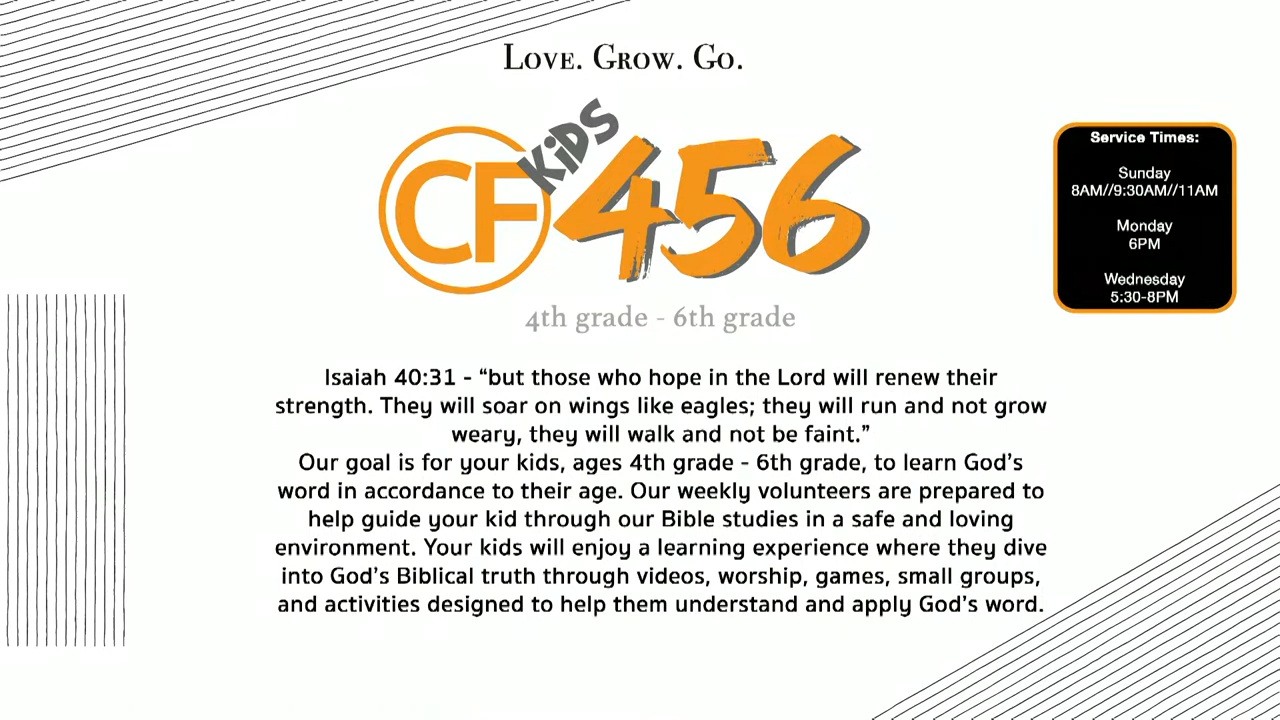 LOVE. GROW. GO.
CF KiDS 456
4th grade - 6th grade
Service Times:
Sunday
8AM//9:30AM//11AM
Monday
6PM
Wednesday
5:30-8PM
Isaiah 40:31 - “but those who hope in the Lord will renew their
strength. They will soar on wings like eagles; they will run and not grow
weary, they will walk and not be faint.”
Our goal is for your kids, ages 4th grade - 6th grade, to learn God’s
word in accordance to their age. Our weekly volunteers are prepared to
help guide your kid through our Bible studies in a safe and loving
environment. Your kids will enjoy a learning experience where they dive
into God’s Biblical truth through videos, worship, games, small groups,
and activities designed to help them understand and apply God’s word.